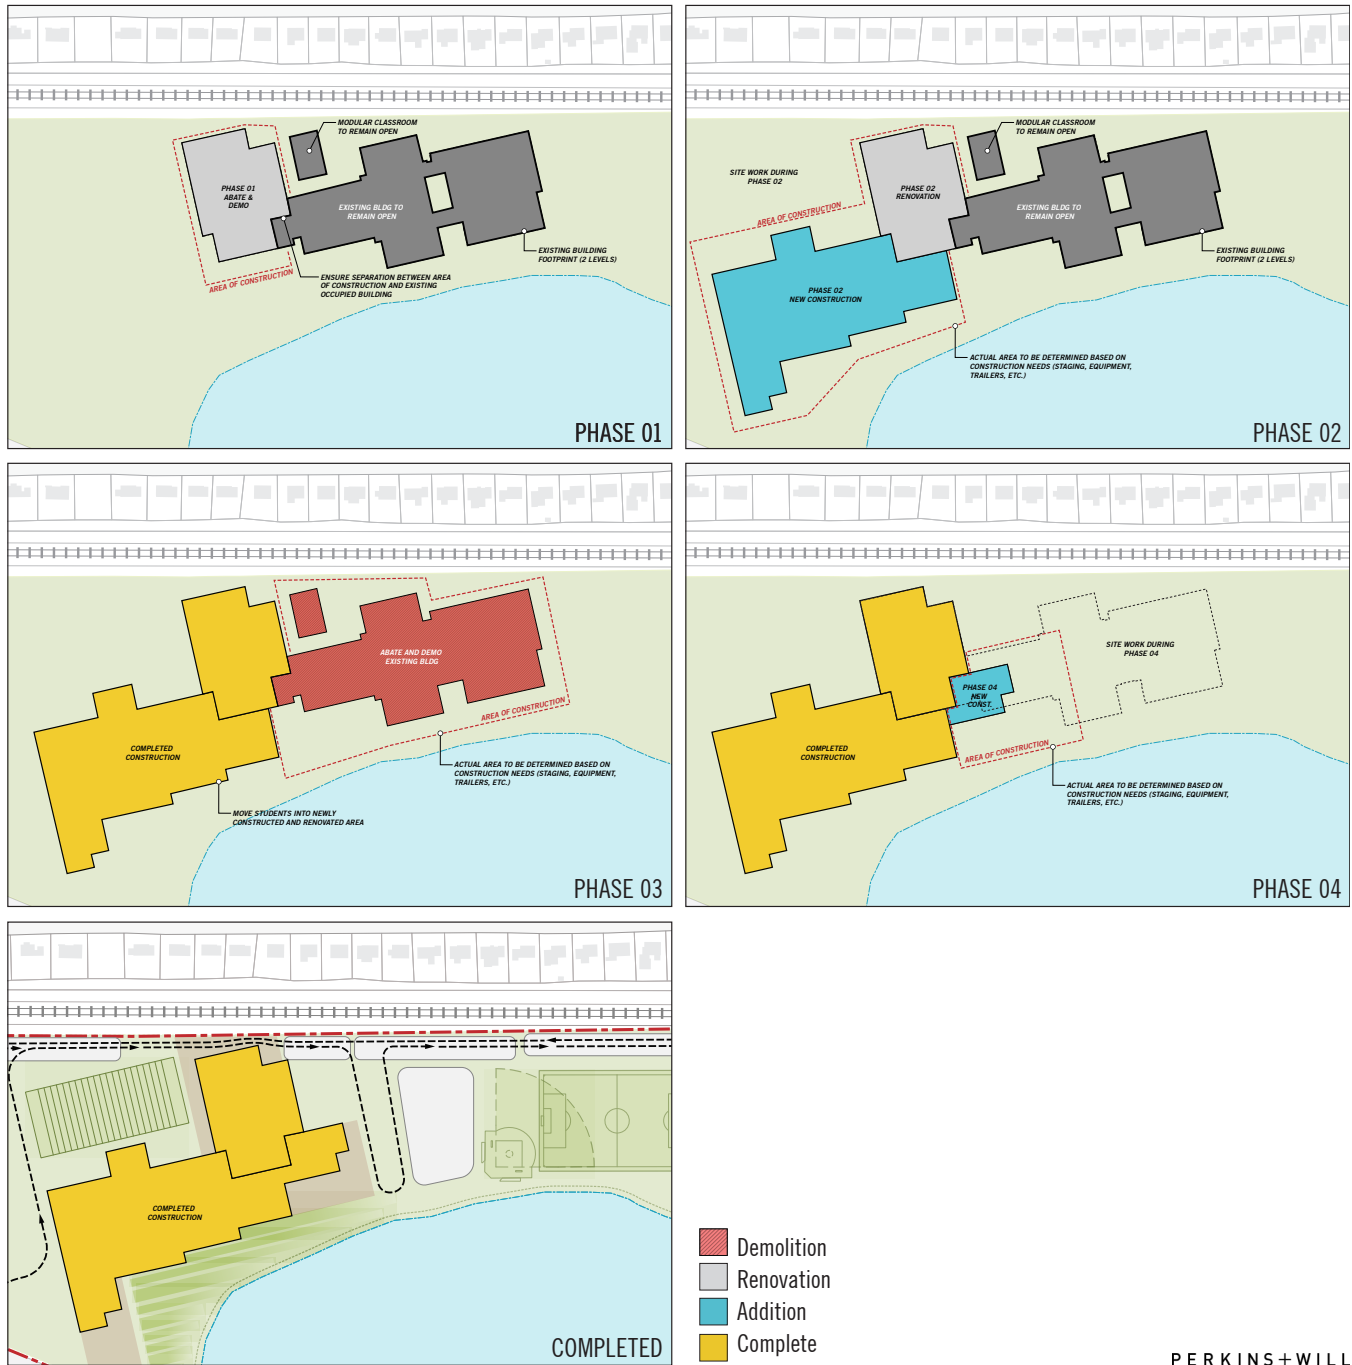 MODULAR CLASSROOM
TO REMAIN OPEN
PHASE 01
ABATE &
DEMO
EXISTING BLDG TO
REMAIN OPEN
EXISTING BUILDING
FOOTPRINT (2 LEVELS)
AREA OF CONSTRUCTION
ENSURE SEPARATION BETWEEN AREA
OF CONSTRUCTION AND EXISTING
OCCUPIED BUILDING
PHASE 01
MODULAR CLASSROOM
TO REMAIN OPEN
SITE WORK DURING
PHASE 02
PHASE 02
RENOVATION
AREA OF CONSTRUCTION
EXISTING BLDG TO
REMAIN OPEN
EXISTING BUILDING
FOOTPRINT (2 LEVELS)
PHASE 02
NEW CONSTRUCTION
ACTUAL AREA TO BE DETERMINED BASED ON
CONSTRUCTION NEEDS (STAGING, EQUIPMENT,
TRAILERS, ETC.)
PHASE 02
ABATE AND DEMO
EXISTING BLDG
AREA OF CONSTRUCTION
COMPLETED
CONSTRUCTION
ACTUAL AREA TO BE DETERMINED BASED ON
CONSTRUCTION NEEDS (STAGING, EQUIPMENT,
TRAILERS, ETC.)
MOVE STUDENTS INTO NEWLY
CONSTRUCTED AND RENOVATED AREA
PHASE 03
SITE WORK DURING
PHASE 04
PHASE 04
NEW
CONST.
COMPLETED
CONSTRUCTION
AREA OF CONSTRUCTION
ACTUAL AREA TO BE DETERMINED BASED ON
CONSTRUCTION NEEDS (STAGING, EQUIPMENT,
TRAILERS, ETC.)
PHASE 04
COMPLETED
CONSTRUCTION
COMPLETED
Demolition
Renovation
Addition
Complete
PERKINS+WILL